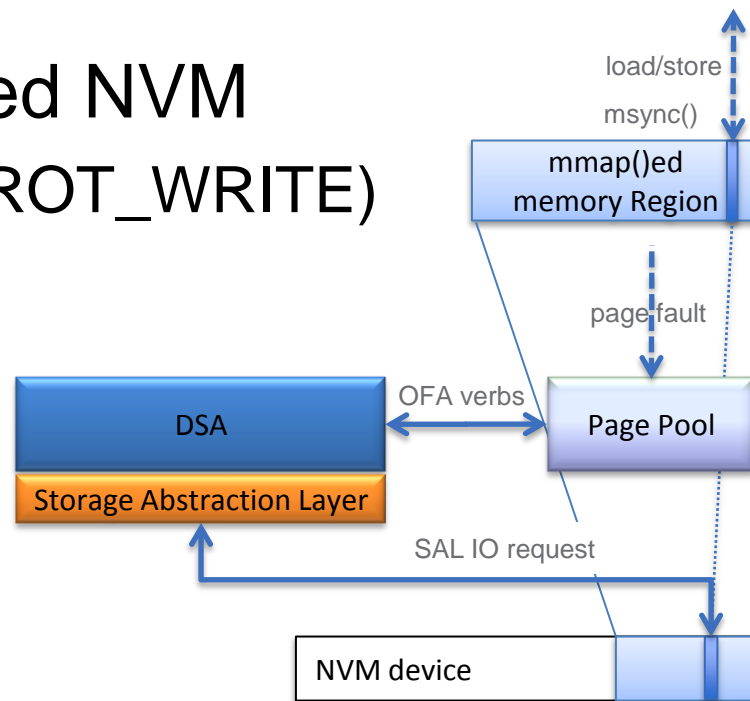 ed NVM
ROT_WRITE)
load/store
msync()
mmap()ed
memory Region
page fault
OFA verbs
DSA
Page Pool
Storage Abstraction Layer
SAL IO request
NVM device